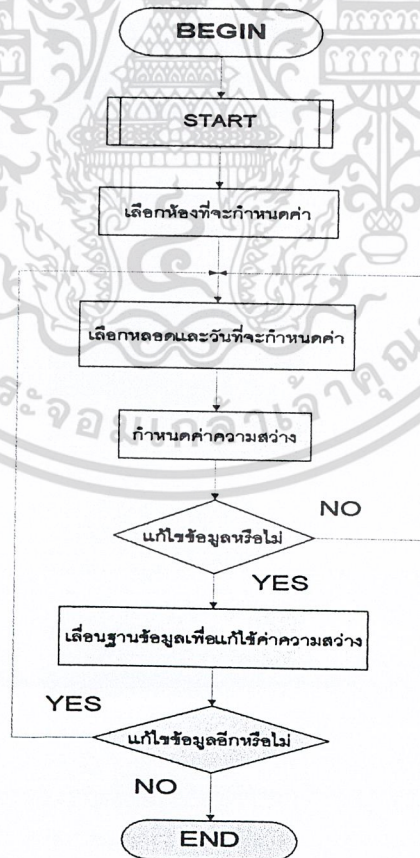 BEGIN
START
เลือกห้องที่จะกำหนดค่า
เลือกหลอดและวันที่จะกำหนดค่า
กำหนดค่าความสว่าง
แก้ไขข้อมูลหรือไม่
NO
YES
เลื่อนฐานข้อมูลเพื่อแก้ใช้ค่าความสว่าง
YES
แก้ไขข้อมูลอีกหรือไม่
NO
END